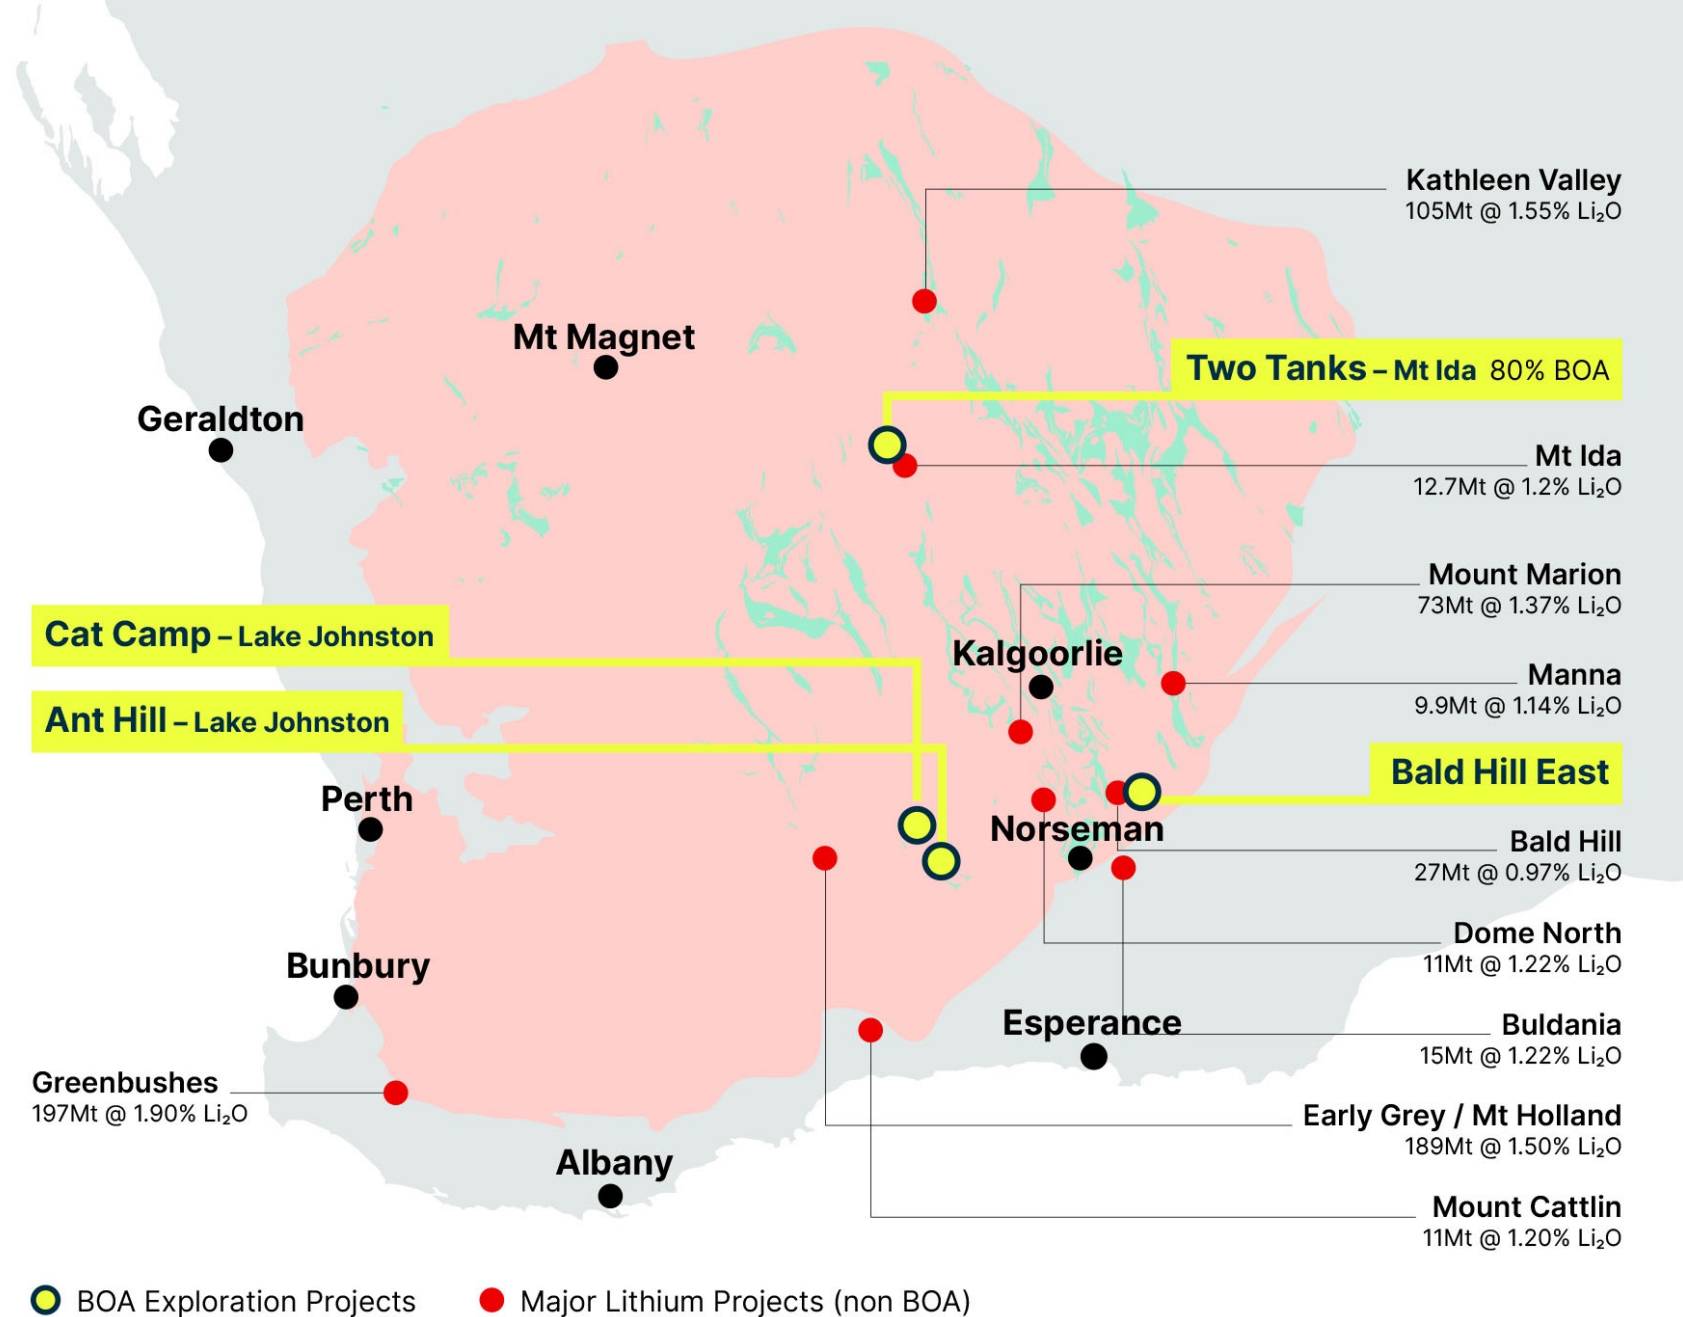 Kathleen Valley
105Mt @ 1.55% Li₂O
Mt Magnet
Two Tanks – Mt Ida 80% BOA
Geraldton
Mt Ida
12.7Mt @ 1.2% Li₂O
Mount Marion
73Mt @ 1.37% Li₂O
Cat Camp – Lake Johnston
Kalgoorlie
Manna
9.9Mt @ 1.14% Li₂O
Ant Hill – Lake Johnston
Bald Hill East
Perth
Norseman
Bald Hill
27Mt @ 0.97% Li₂O
Dome North
11Mt @ 1.22% Li₂O
Bunbury
Esperance
Buldania
15Mt @ 1.22% Li₂O
Greenbushes
197Mt @ 1.90% Li₂O
Early Grey / Mt Holland
189Mt @ 1.50% Li₂O
Albany
Mount Cattlin
11Mt @ 1.20% Li₂O
BOA Exploration Projects
Major Lithium Projects (non BOA)